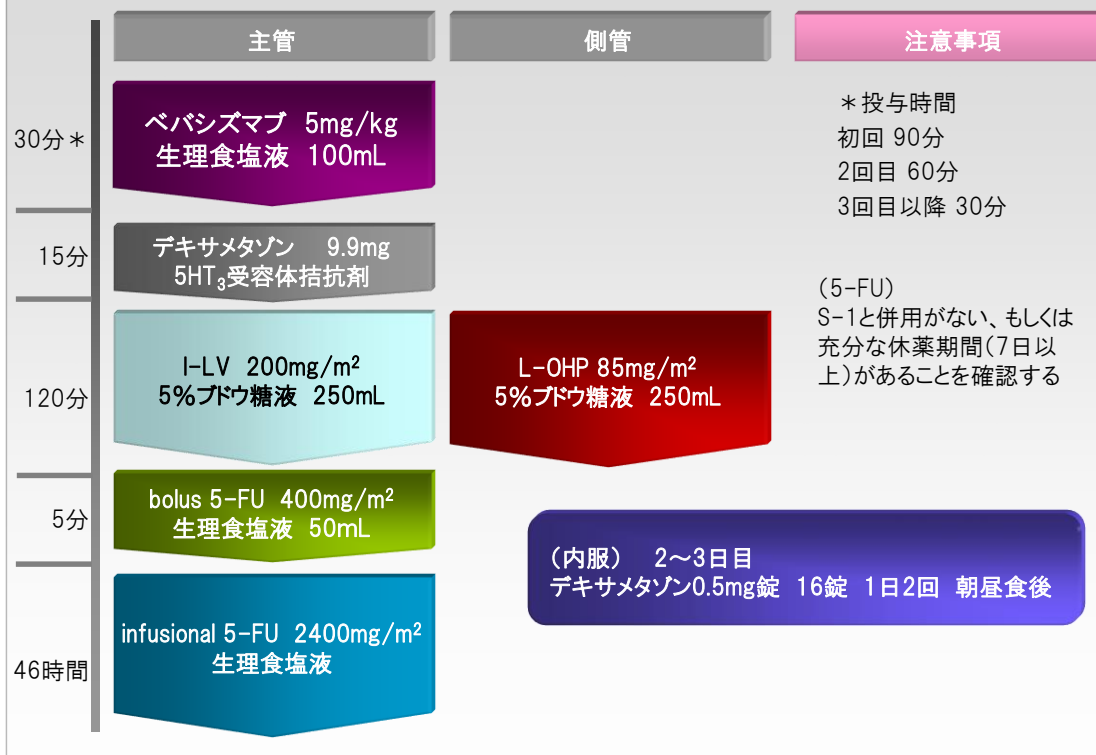 主管
側管
注意事項
30分＊
ベバシズマブ 5mg/kg
生理食塩液 100mL
＊投与時間
初回 90分
2回目 60分
3回目以降 30分
15分
デキサメタゾン 9.9mg
5HT₃受容体拮抗剤
（5-FU）
S-1と併用がない、もしくは
充分な休薬期間（7日以
上）があることを確認する
120分
l-LV 200mg/m²
5％ブドウ糖液 250mL
L-OHP 85mg/m²
5％ブドウ糖液 250mL
5分
bolus 5-FU 400mg/m²
生理食塩液 50mL
（内服） 2～3日目
デキサメタゾン0.5mg錠 16錠 1日2回 朝昼食後
46時間
infusional 5-FU 2400mg/m²
生理食塩液